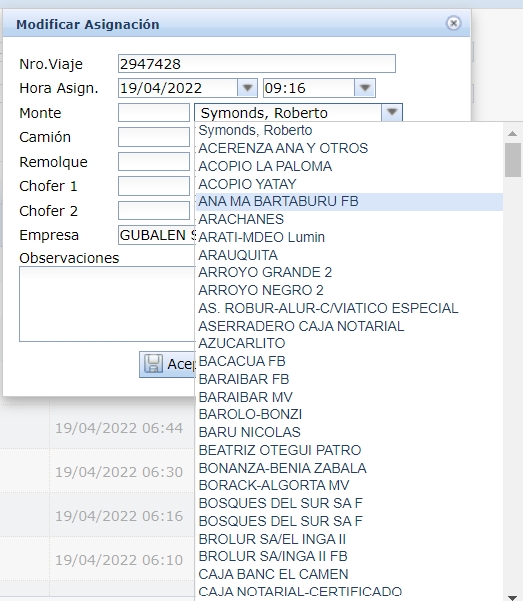 Modificar Asignación
Nro.Viaje 2947428
Hora Asign. 19/04/2022 09:16
Monte Symonds, Roberto
Camión
Remolque
Chofer 1
Chofer 2
Empresa GUBALEN
Observaciones
Symonds, Roberto
ACERENZA ANA Y OTROS
ACOPIO LA PALOMA
ACOPIO YATAY
ANA MA BARTABURU FB
ARACHANES
ARATI-MDEO Lumin
ARAUQUITA
ARROYO GRANDE 2
ARROYO NEGRO 2
AS. ROBUR-ALUR-C/VIATICO ESPECIAL
ASERRADERO CAJA NOTARIAL
AZUCARLITO
BACACUA FB
BARAIBAR FB
BARAIBAR MV
BAROLO-BONZI
BARU NICOLAS
BEATRIZ OTEGUI PATRO
BONANZA-BENIA ZABALA
BORACK-ALGORTA MV
BOSQUES DEL SUR SA F
BOSQUES DEL SUR SA F
BROLUR SA/EL INGA II
BROLUR SA/INGA II FB
CAJA BANC EL CAMEN
CAJA NOTARIAL-CERTIFICADO
19/04/2022 06:44
19/04/2022 06:30
19/04/2022 06:16
19/04/2022 06:10